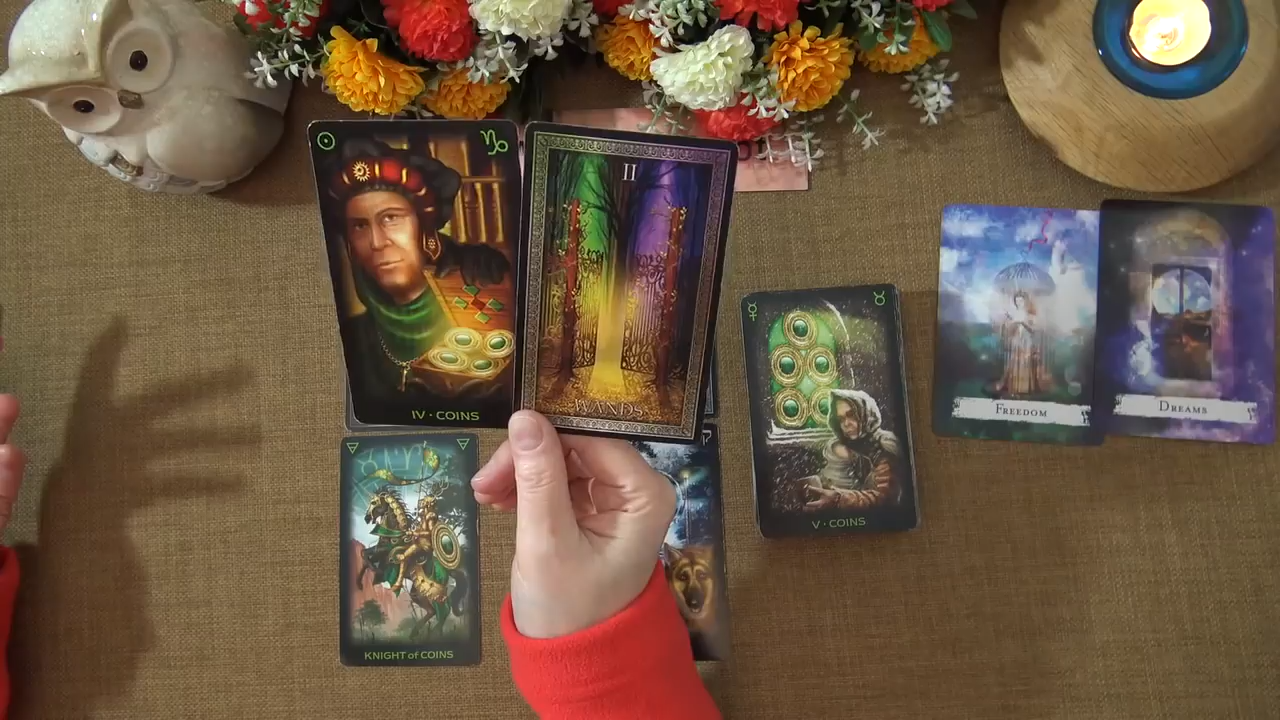 II
IV · COINS
WANDS
V · COINS
KNIGHT of COINS
FREEDOM
DREAMS